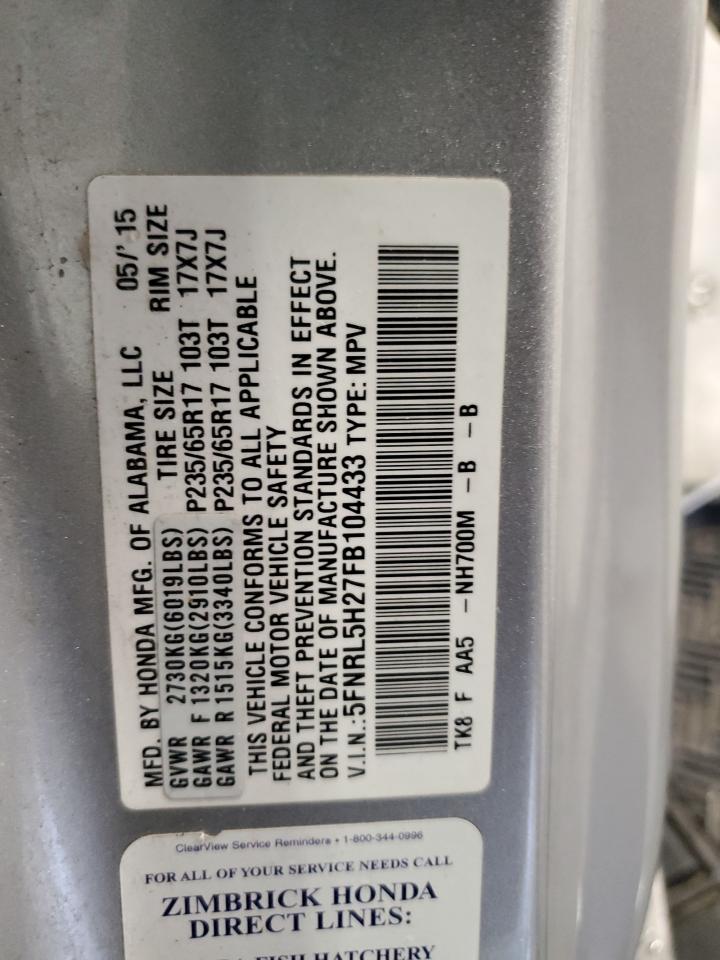 MFD. BY HONDA MFG. OF ALABAMA, LLC 05/'15
GVWR 2730KG(6019LBS) TIRE SIZE RIM SIZE
GAWR F 1320KG(2910LBS) P235/65R17 103T 17X7J
GAWR R 1515KG(3340LBS) P235/65R17 103T 17X7J
THIS VEHICLE CONFORMS TO ALL APPLICABLE
FEDERAL MOTOR VEHICLE SAFETY
AND THEFT PREVENTION STANDARDS IN EFFECT
ON THE DATE OF MANUFACTURE SHOWN ABOVE.
V.I.N.:5FNRL5H27FB104433 TYPE: MPV
TK8 F AA5 -NH700M -B -B
ClearView Service Reminders • 1-800-344-0996
FOR ALL OF YOUR SERVICE NEEDS CALL
ZIMBRICK HONDA
DIRECT LINES:
FISH HATCHERY